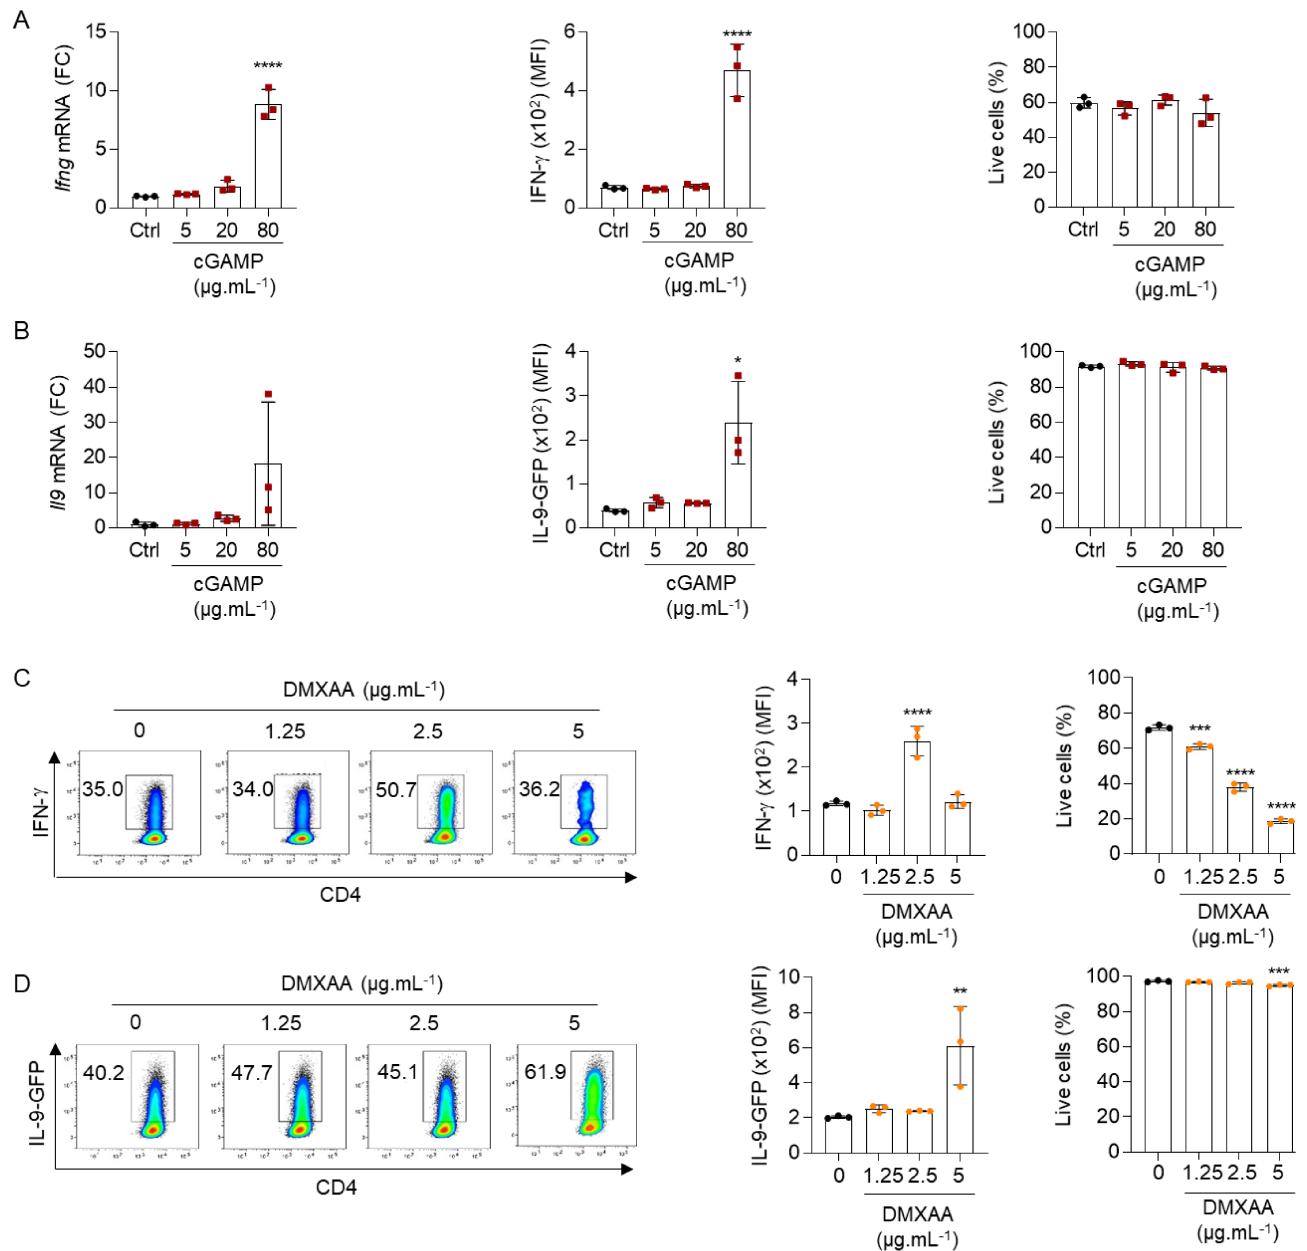 A
15
10
5
0
Ifng mRNA (FC)
****
Ctrl 5 20 80
cGAMP
(µg.mL-1)
6
4
2
0
IFN-γ (x10²) (MFI)
****
Ctrl 5 20 80
cGAMP
(µg.mL-1)
100
80
60
40
20
0
Live cells (%)
Ctrl 5 20 80
cGAMP
(µg.mL-1)
B
50
40
30
20
10
0
Il9 mRNA (FC)
Ctrl 5 20 80
cGAMP
(µg.mL-1)
4
3
2
1
0
IL-9-GFP (x10²) (MFI)
*
Ctrl 5 20 80
cGAMP
(µg.mL-1)
100
80
60
40
20
0
Live cells (%)
Ctrl 5 20 80
cGAMP
(µg.mL-1)
C
DMXAA (µg.mL-1)
0 1.25 2.5 5
35.0 34.0 50.7 36.2
IFN-γ
CD4
4
3
2
1
0
IFN-γ (x10²) (MFI)
****
0 1.25 2.5 5
DMXAA
(µg.mL-1)
100
80
60
40
20
0
Live cells (%)
***
****
****
0 1.25 2.5 5
DMXAA
(µg.mL-1)
D
DMXAA (µg.mL-1)
0 1.25 2.5 5
40.2 47.7 45.1 61.9
IL-9-GFP
CD4
10
8
6
4
2
0
IL-9-GFP (x10²) (MFI)
**
0 1.25 2.5 5
DMXAA
(µg.mL-1)
100
80
60
40
20
0
Live cells (%)
***
0 1.25 2.5 5
DMXAA
(µg.mL-1)